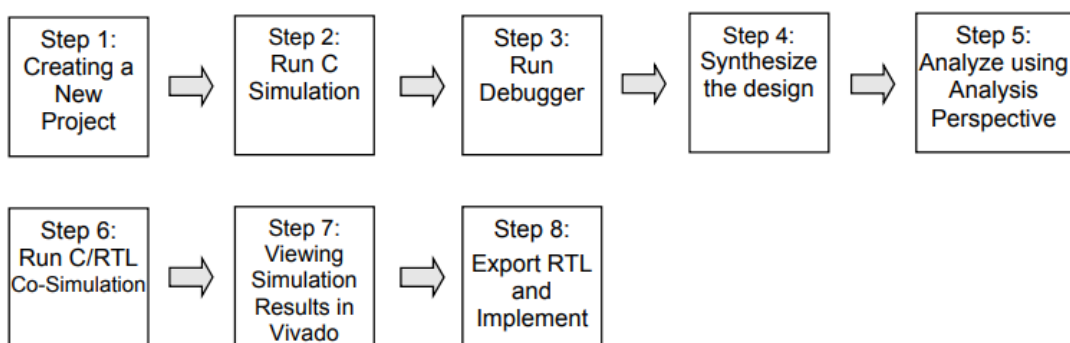 Step 1:
Creating a
New
Project
Step 2:
Run C
Simulation
Step 3:
Run
Debugger
Step 4:
Synthesize
the design
Step 5:
Analyze using
Analysis
Perspective
Step 6:
Run C/RTL
Co-Simulation
Step 7:
Viewing
Simulation
Results in
Vivado
Step 8:
Export RTL
and
Implement